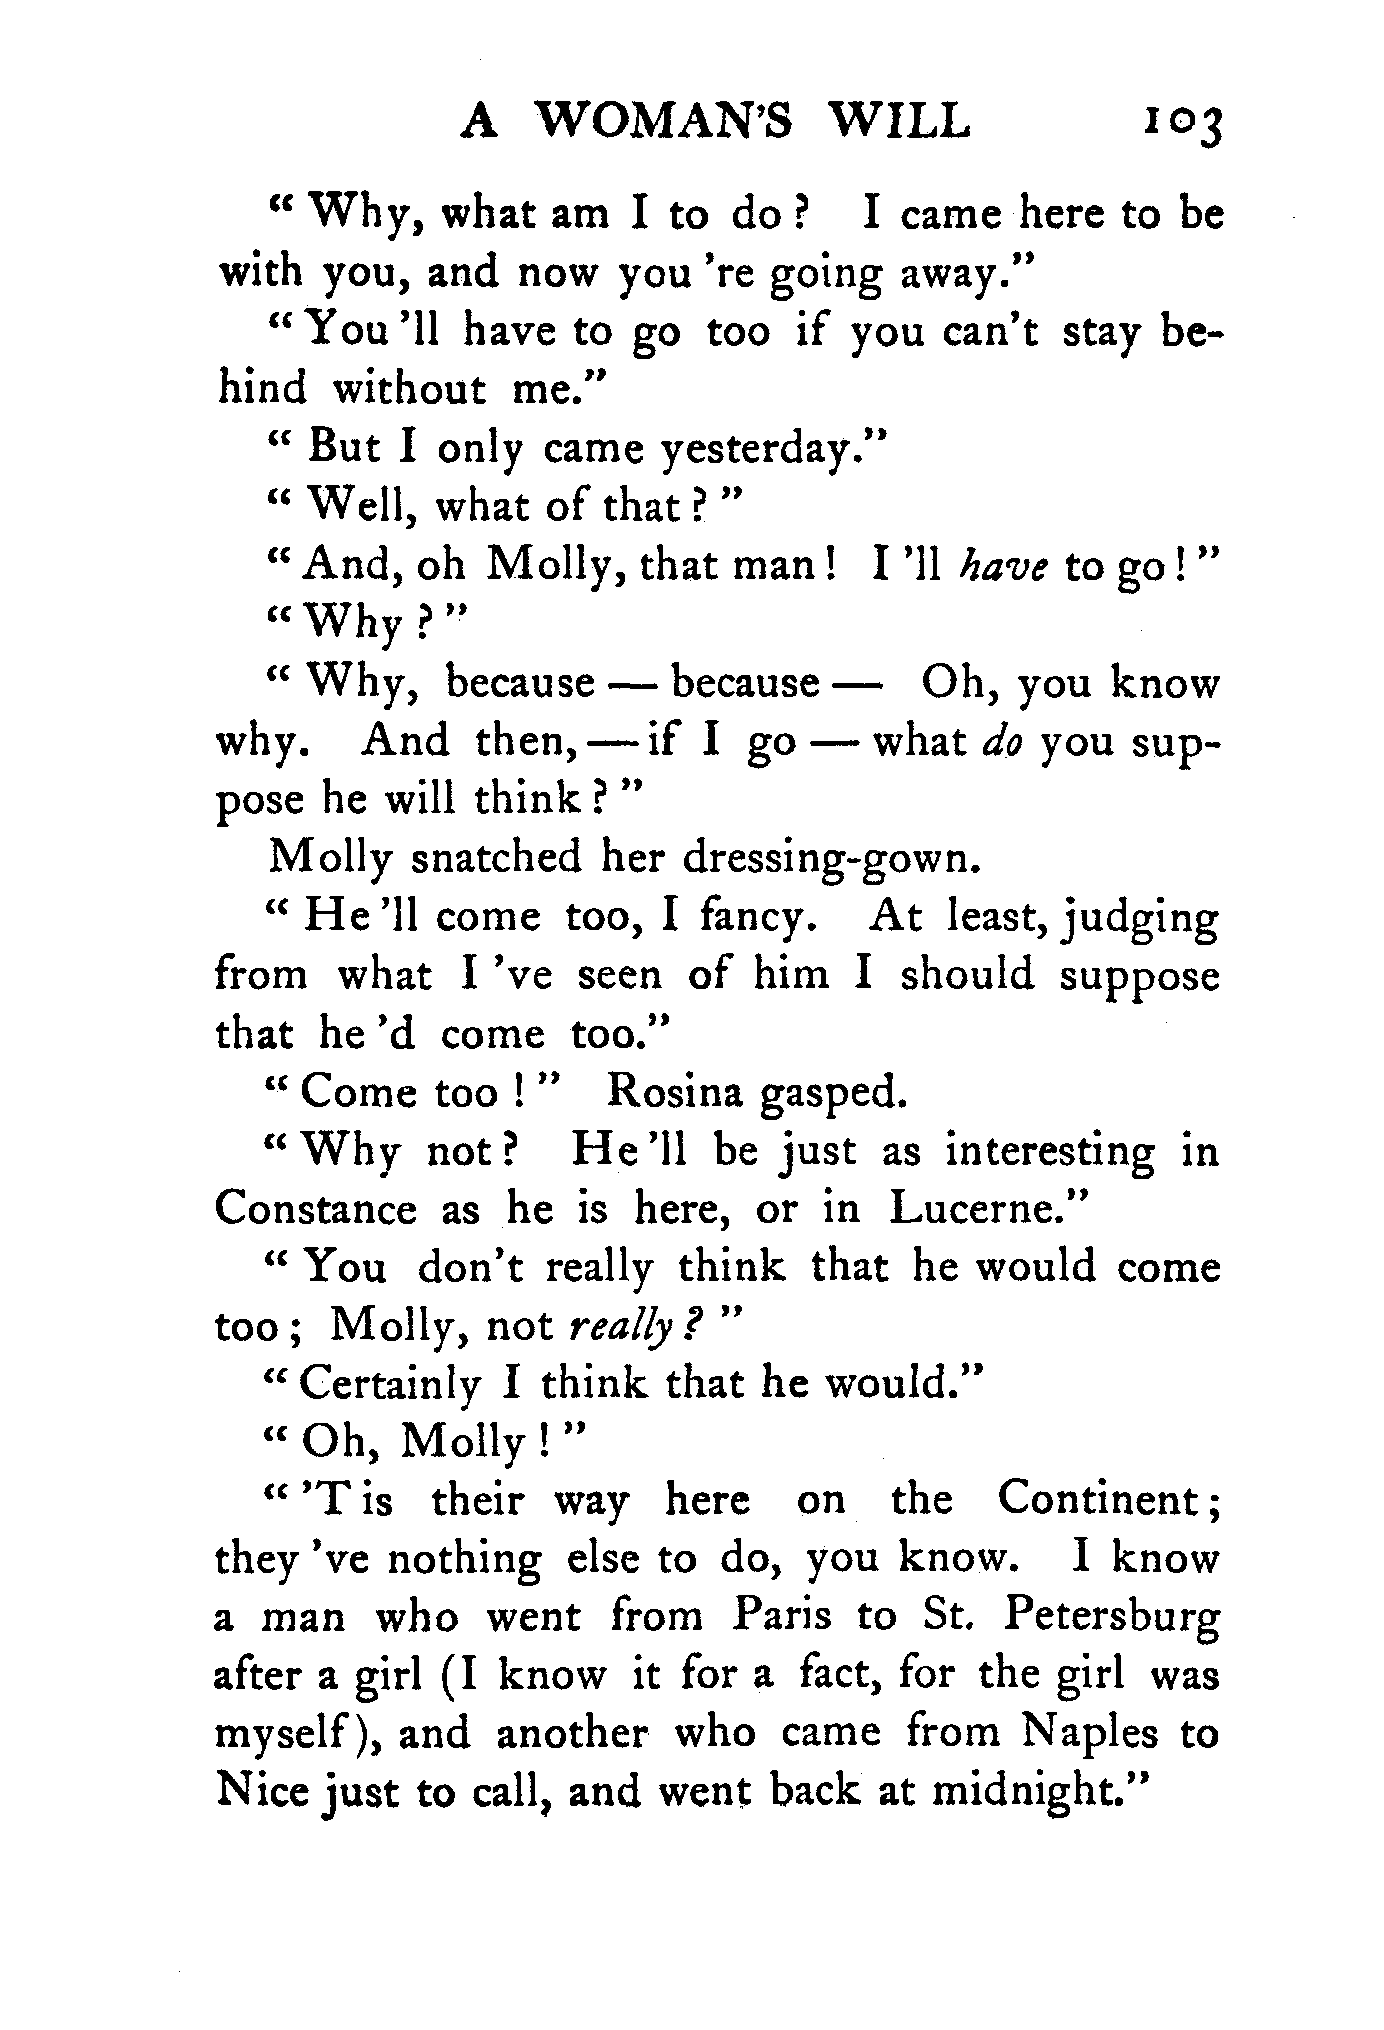 A WOMAN'S WILL 103
“ Why, what am I to do ? I came here to be
with you, and now you 're going away.”
“ You 'll have to go too if you can't stay be-
hind without me.”
“ But I only came yesterday.”
“ Well, what of that ? ”
“ And, oh Molly, that man ! I 'll have to go ! ”
“ Why ? ”
“ Why, because — because — Oh, you know
why. And then, — if I go — what do you sup-
pose he will think ? ”
Molly snatched her dressing-gown.
“ He 'll come too, I fancy. At least, judging
from what I 've seen of him I should suppose
that he 'd come too.”
“ Come too ! ” Rosina gasped.
“ Why not ? He 'll be just as interesting in
Constance as he is here, or in Lucerne.”
“ You don't really think that he would come
too ; Molly, not really ? ”
“ Certainly I think that he would.”
“ Oh, Molly ! ”
“ 'T is their way here on the Continent ;
they 've nothing else to do, you know. I know
a man who went from Paris to St. Petersburg
after a girl (I know it for a fact, for the girl was
myself), and another who came from Naples to
Nice just to call, and went back at midnight.”